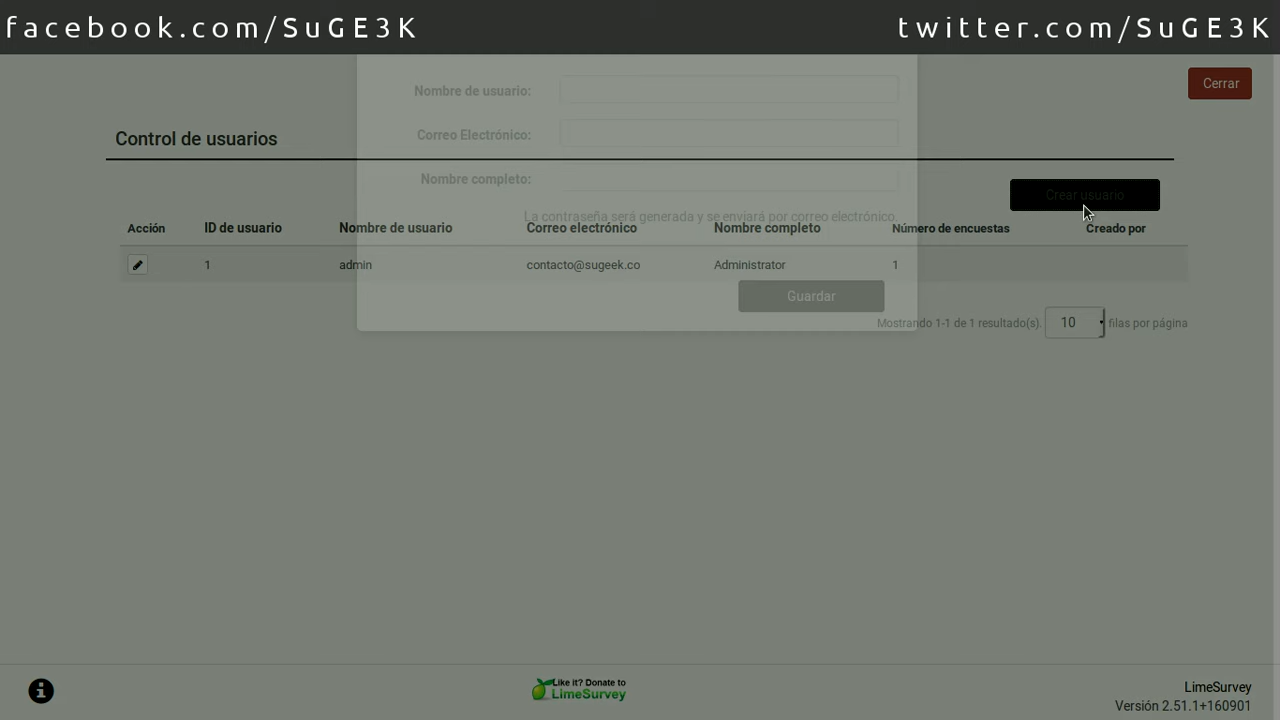 facebook.com/SuGE3K
twitter.com/SuGE3K
Cerrar
Nombre de usuario:
Correo Electrónico:
Control de usuarios
Nombre completo:
Crear usuario
La contraseña será generada y se enviará por correo electrónico.
Acción ID de usuario Nombre de usuario Correo electrónico Nombre completo Número de encuestas Creado por
1 admin contacto@sugeek.co Administrator 1
Guardar
Mostrando 1-1 de 1 resultado(s). 10 filas por página
Like it? Donate to
LimeSurvey
LimeSurvey
Versión 2.51.1+160901